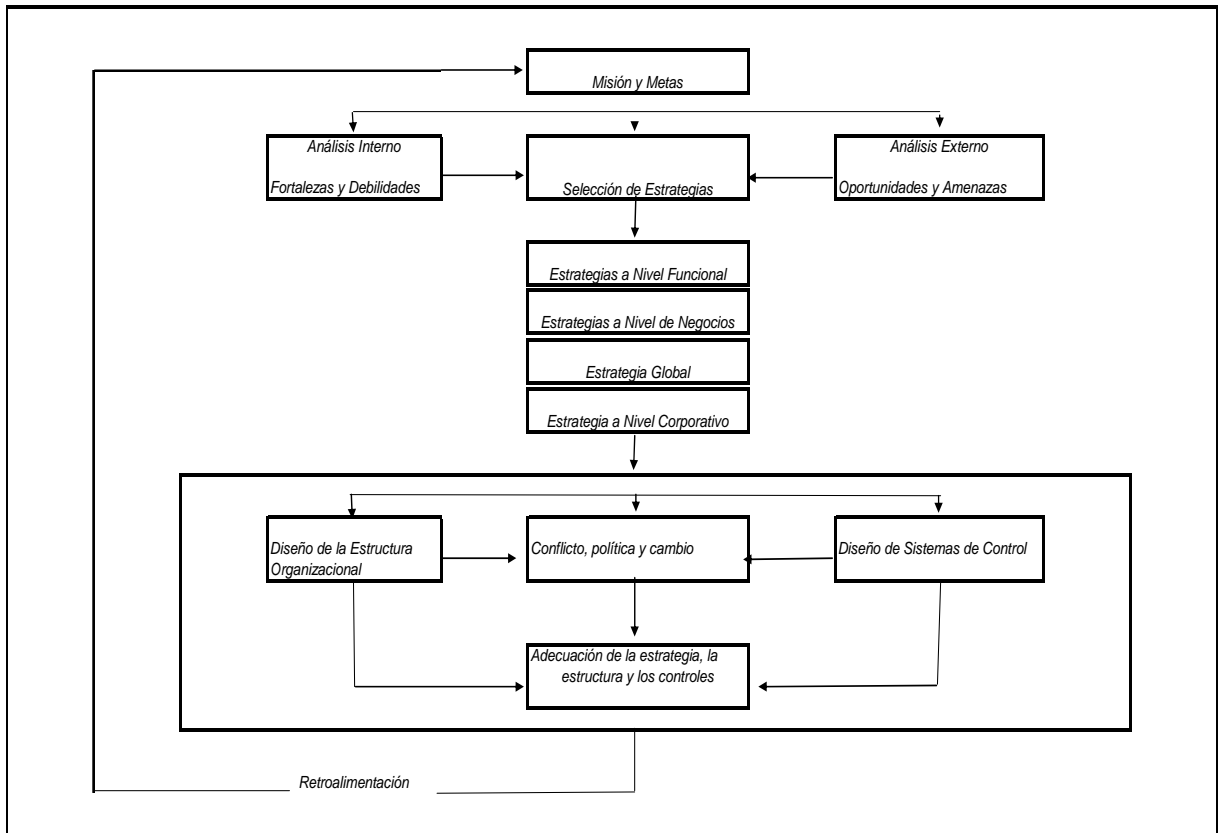 Misión y Metas
Análisis Interno
Fortalezas y Debilidades
Selección de Estrategias
Análisis Externo
Oportunidades y Amenazas
Estrategias a Nivel Funcional
Estrategias a Nivel de Negocios
Estrategia Global
Estrategia a Nivel Corporativo
Diseño de la Estructura
Organizacional
Conflicto, política y cambio
Diseño de Sistemas de Control
Adecuación de la estrategia, la
estructura y los controles
Retroalimentación